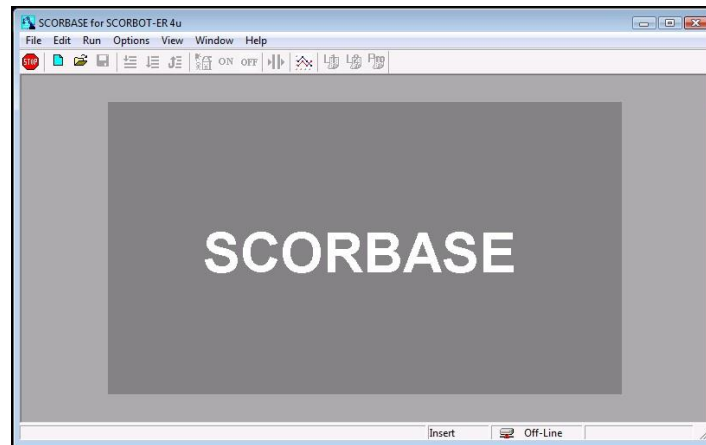 SCORBASE for SCORBOT-ER 4u
File Edit Run Options View Window Help
STOP ON OFF Pro
SCORBASE
Insert Off-Line